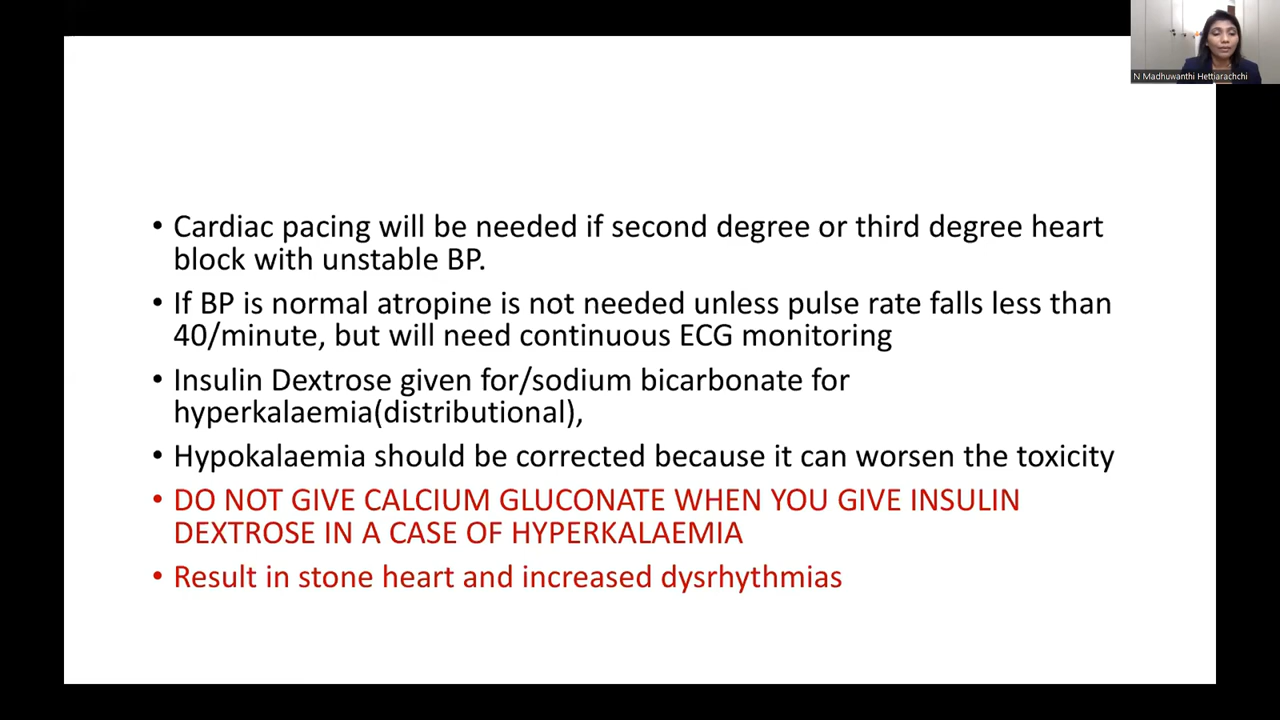 N Madhuwanthi Hettiarachchi
• Cardiac pacing will be needed if second degree or third degree heart
block with unstable BP.
• If BP is normal atropine is not needed unless pulse rate falls less than
40/minute, but will need continuous ECG monitoring
• Insulin Dextrose given for/sodium bicarbonate for
hyperkalaemia(distributional),
• Hypokalaemia should be corrected because it can worsen the toxicity
• DO NOT GIVE CALCIUM GLUCONATE WHEN YOU GIVE INSULIN
DEXTROSE IN A CASE OF HYPERKALAEMIA
• Result in stone heart and increased dysrhythmias